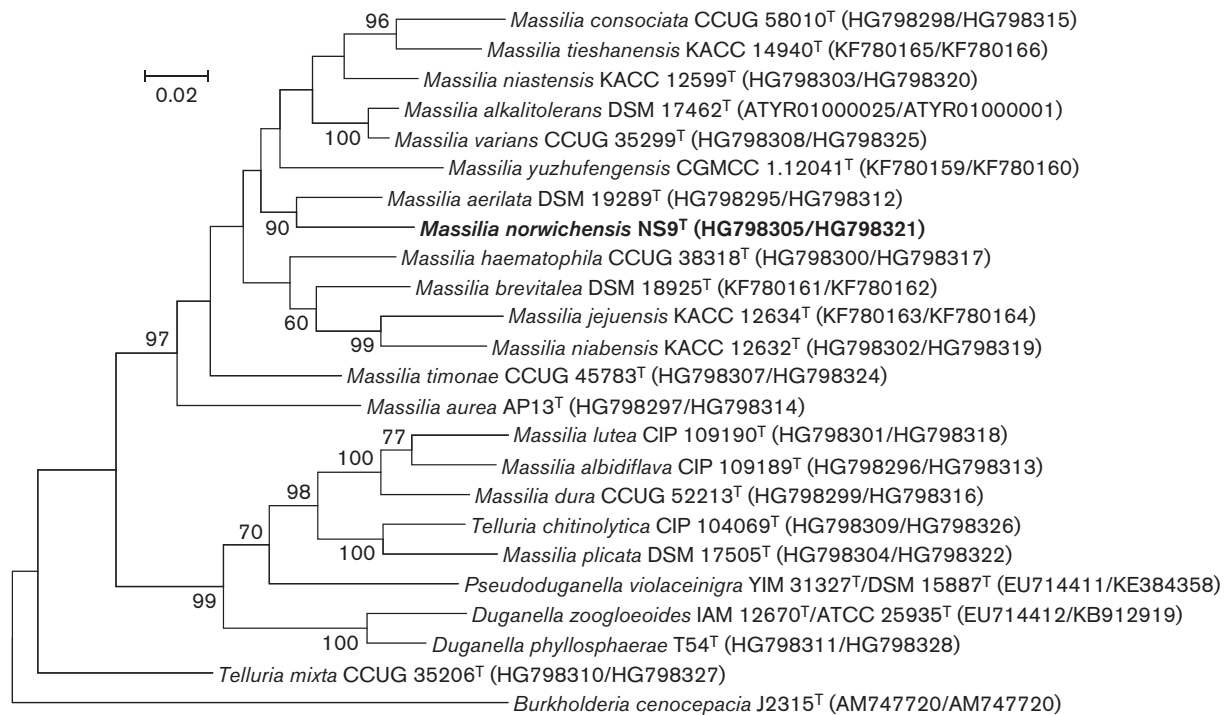 96
Massilia consociata CCUG 58010ᵀ (HG798298/HG798315)
Massilia tieshanensis KACC 14940ᵀ (KF780165/KF780166)
0.02
Massilia niastensis KACC 12599ᵀ (HG798303/HG798320)
Massilia alkalitolerans DSM 17462ᵀ (ATYR01000025/ATYR01000001)
100
Massilia varians CCUG 35299ᵀ (HG798308/HG798325)
Massilia yuzhufengensis CGMCC 1.12041ᵀ (KF780159/KF780160)
Massilia aerilata DSM 19289ᵀ (HG798295/HG798312)
90
Massilia norwichensis NS9ᵀ (HG798305/HG798321)
Massilia haematophila CCUG 38318ᵀ (HG798300/HG798317)
Massilia brevitalea DSM 18925ᵀ (KF780161/KF780162)
60
Massilia jejuensis KACC 12634ᵀ (KF780163/KF780164)
99
Massilia niabensis KACC 12632ᵀ (HG798302/HG798319)
97
Massilia timonae CCUG 45783ᵀ (HG798307/HG798324)
Massilia aurea AP13ᵀ (HG798297/HG798314)
77
Massilia lutea CIP 109190ᵀ (HG798301/HG798318)
100
Massilia albidiflava CIP 109189ᵀ (HG798296/HG798313)
98
Massilia dura CCUG 52213ᵀ (HG798299/HG798316)
Telluria chitinolytica CIP 104069ᵀ (HG798309/HG798326)
70
100
Massilia plicata DSM 17505ᵀ (HG798304/HG798322)
Pseudoduganella violaceinigra YIM 31327ᵀ/DSM 15887ᵀ (EU714411/KE384358)
99
Duganella zoogloeoides IAM 12670ᵀ/ATCC 25935ᵀ (EU714412/KB912919)
100
Duganella phyllosphaerae T54ᵀ (HG798311/HG798328)
Telluria mixta CCUG 35206ᵀ (HG798310/HG798327)
Burkholderia cenocepacia J2315ᵀ (AM747720/AM747720)